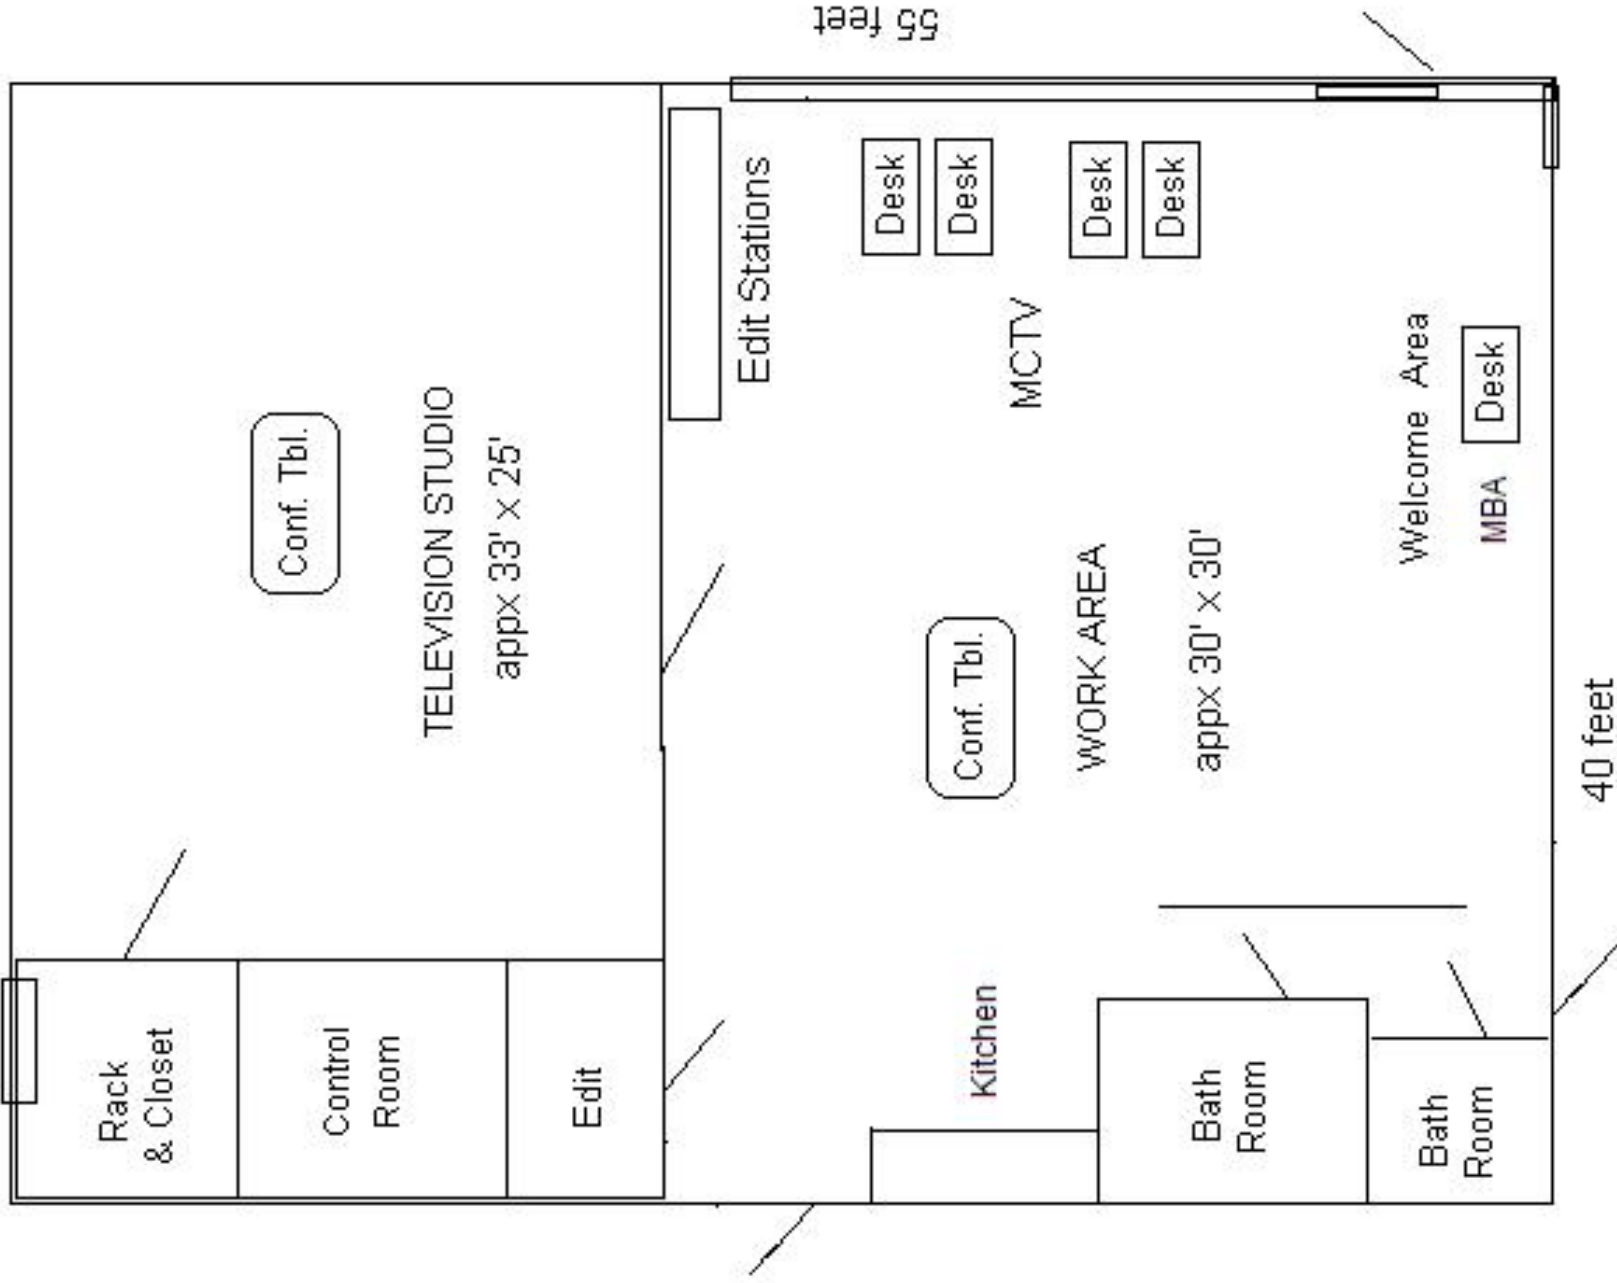 55 feet
Rack
& Closet
Control
Room
Edit
Conf. Tbl.
TELEVISION STUDIO
appx 33' x 25'
Edit Stations
Desk
Desk
Desk
Desk
MCTV
Conf. Tbl.
WORK AREA
appx 30' x 30'
Welcome Area
Desk
MBA
Kitchen
Bath
Room
Bath
Room
40 feet